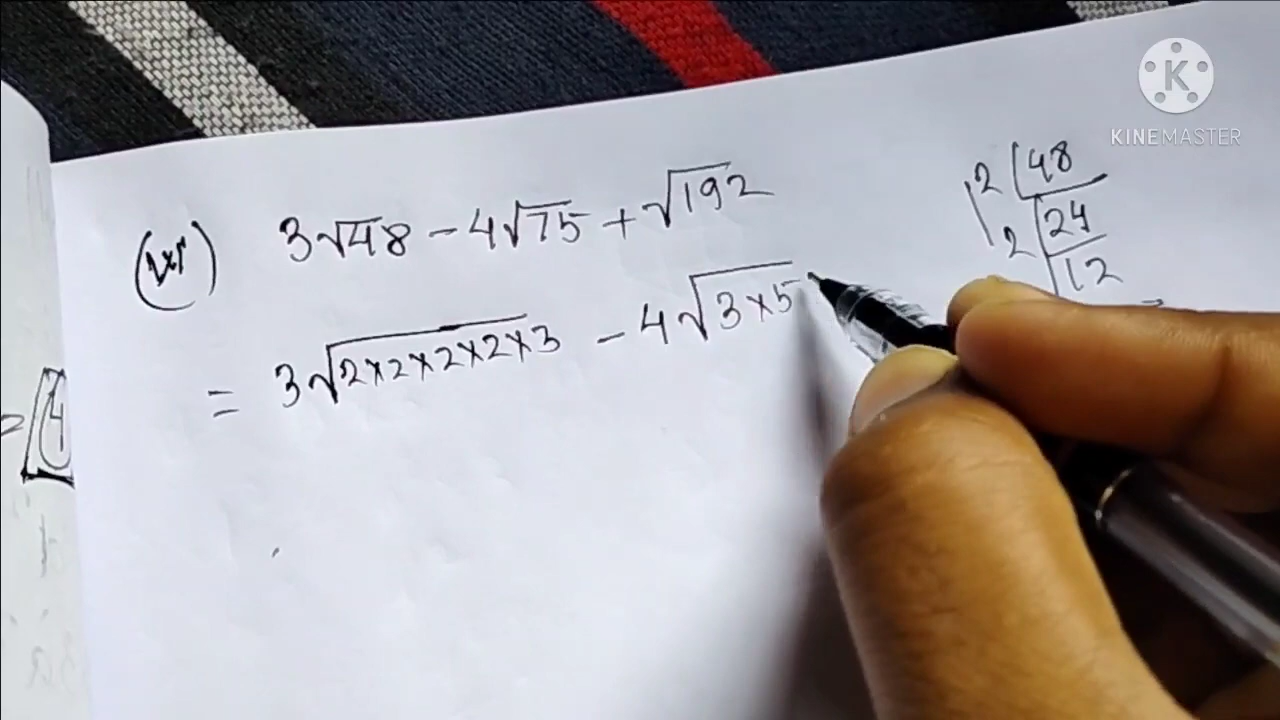 3√48 - 4√75 + √192
= 3√2×2×2×2×3 - 4√3×5
2 48
2 24
12
KINEMASTER